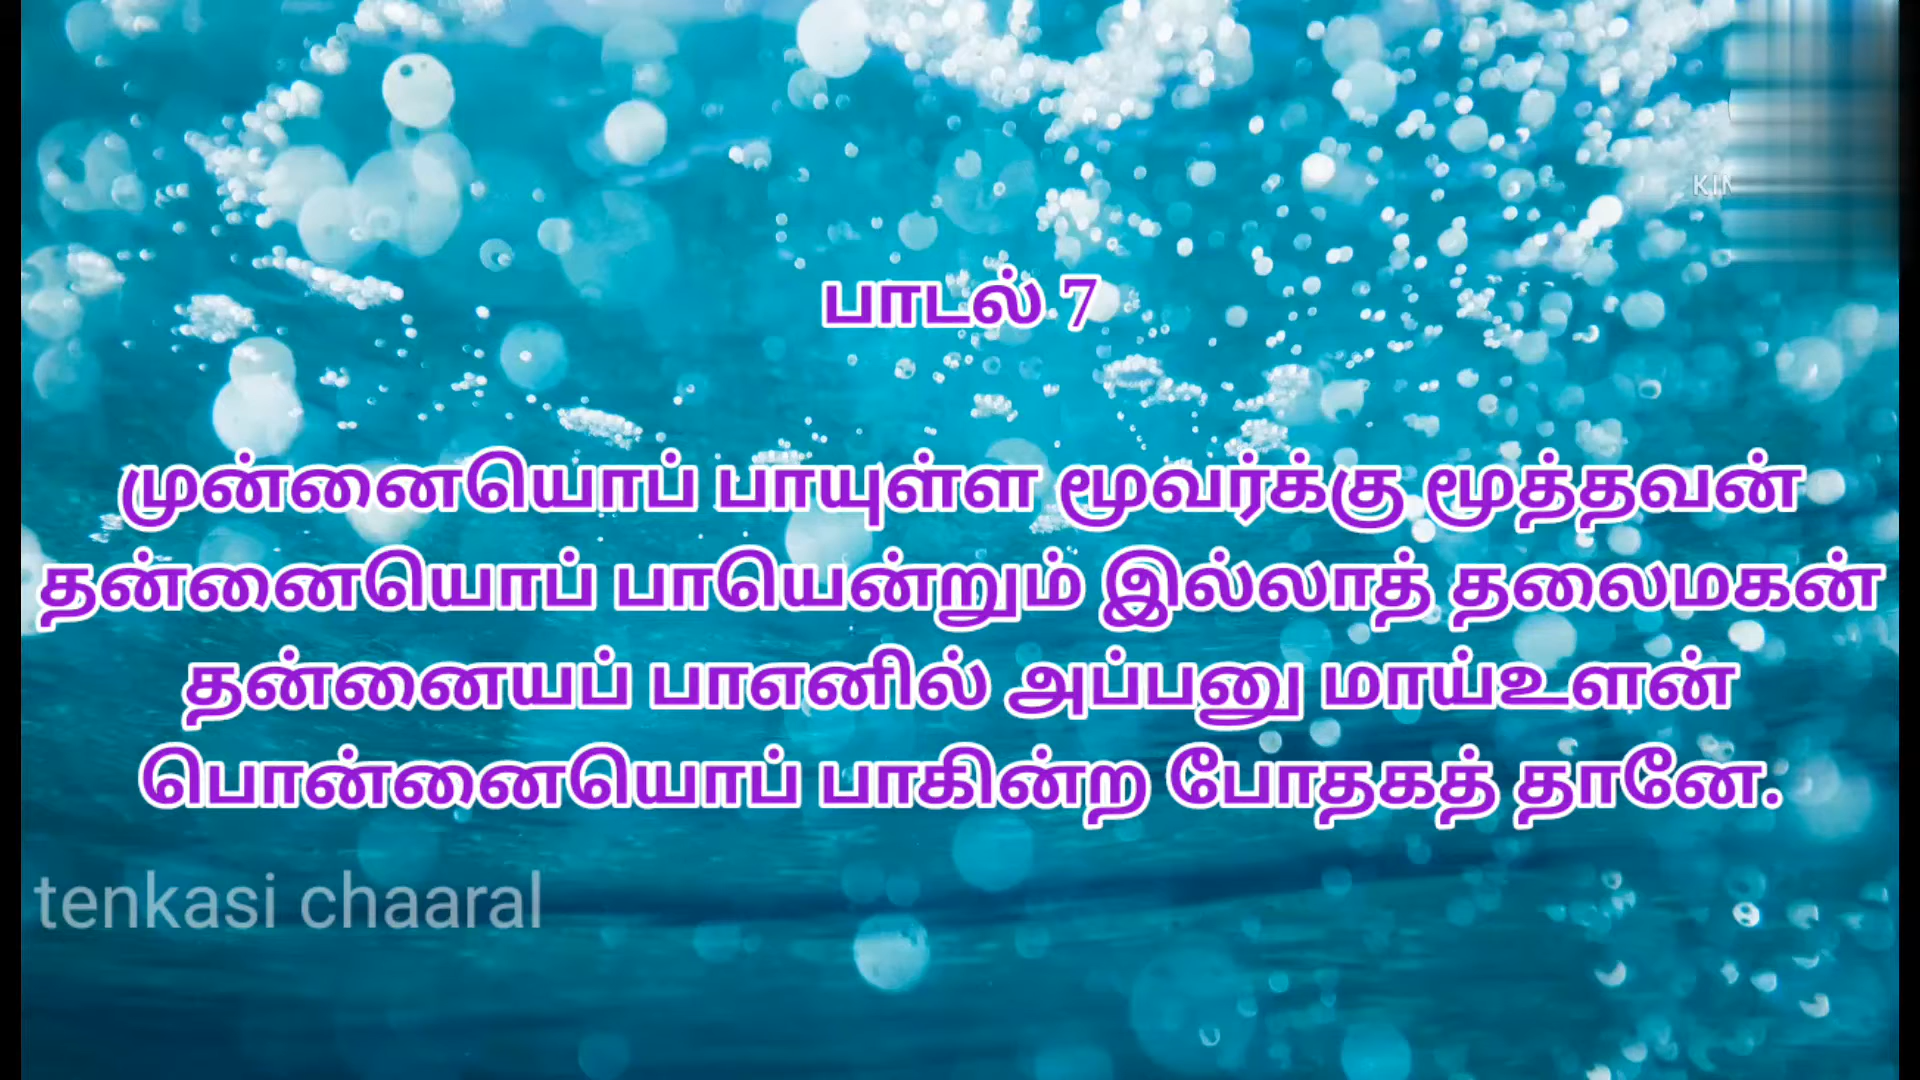 பாடல் 7
முன்னையொப் பாயுள்ள மூவர்க்கு மூத்தவன்
தன்னையொப் பாயென்றும் இல்லாத் தலைமகன்
தன்னையப் பாஎனில் அப்பனு மாய்உளன்
பொன்னையொப் பாகின்ற போதகத் தானே.
tenkasi chaaral